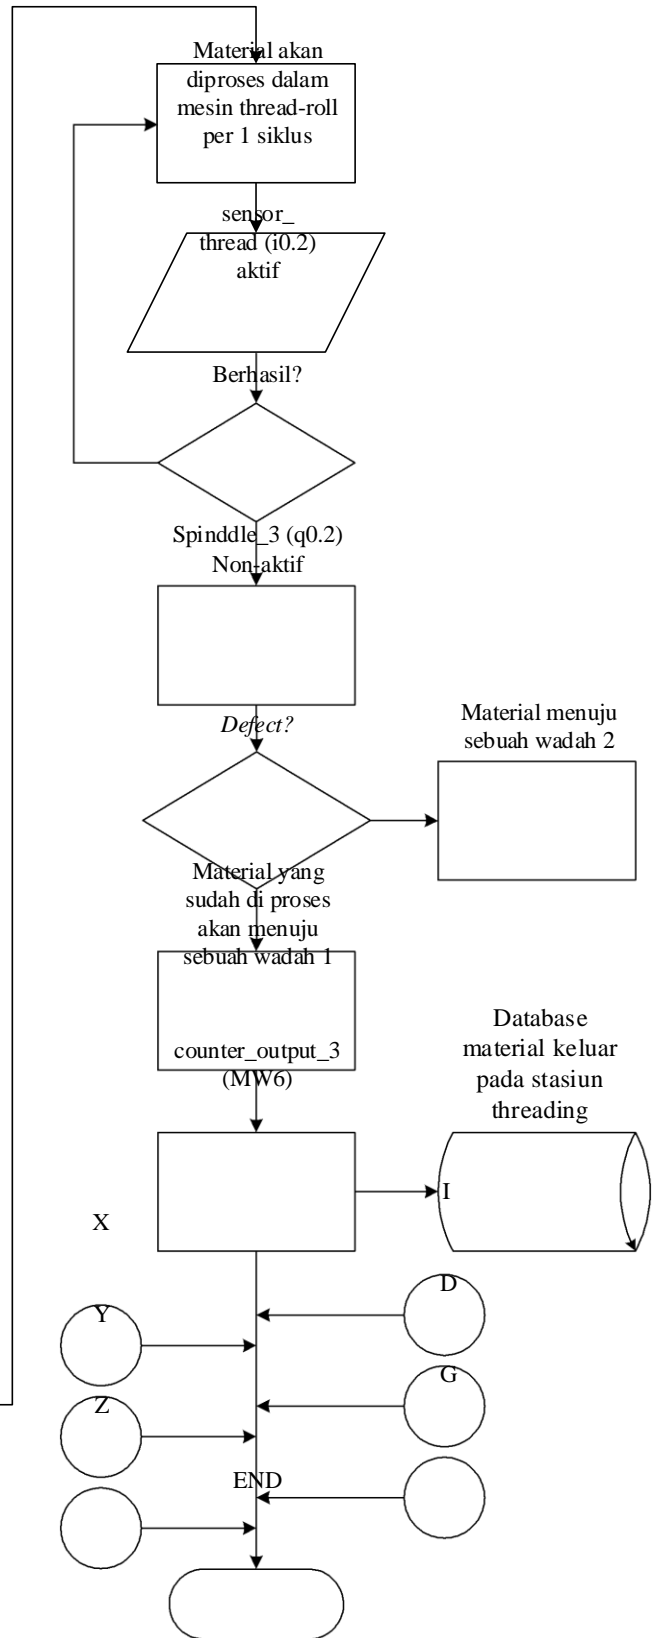 Material akan
diproses dalam
mesin thread-roll
per 1 siklus
sensor_
thread (i0.2)
aktif
Berhasil?
Spinddle_3 (q0.2)
Non-aktif
Defect?
Material menuju
sebuah wadah 2
Material yang
sudah di proses
akan menuju
sebuah wadah 1
counter_output_3
(MW6)
Database
material keluar
pada stasiun
threading
I
X
D
Y
G
Z
END